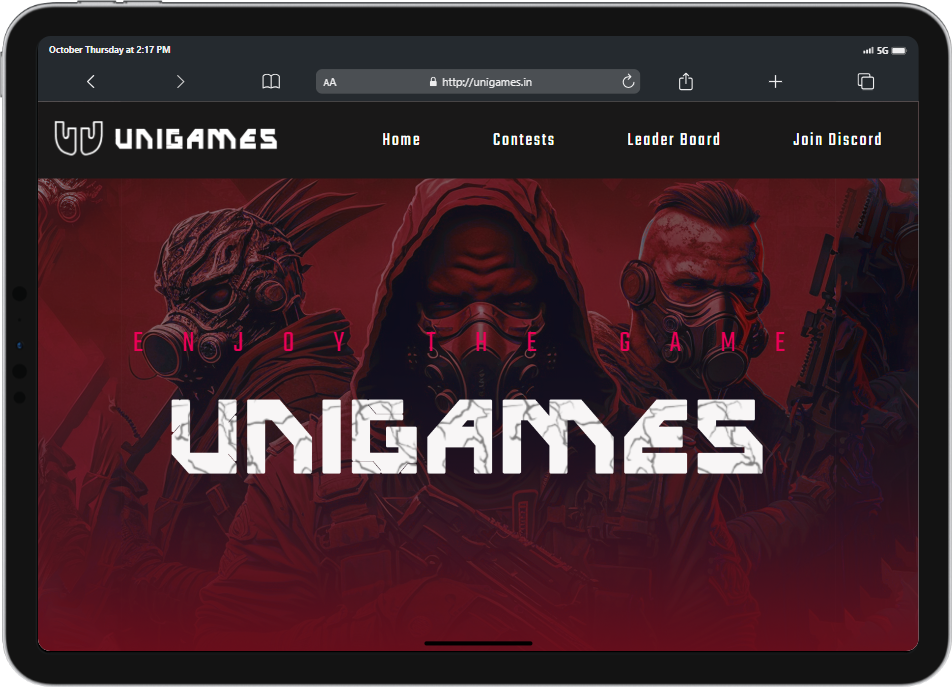 October Thursday at 2:17 PM
5G
AA http://unigames.in
UNIGAMES Home Contests Leader Board Join Discord
ENJOY THE GAME
UNIGAMES